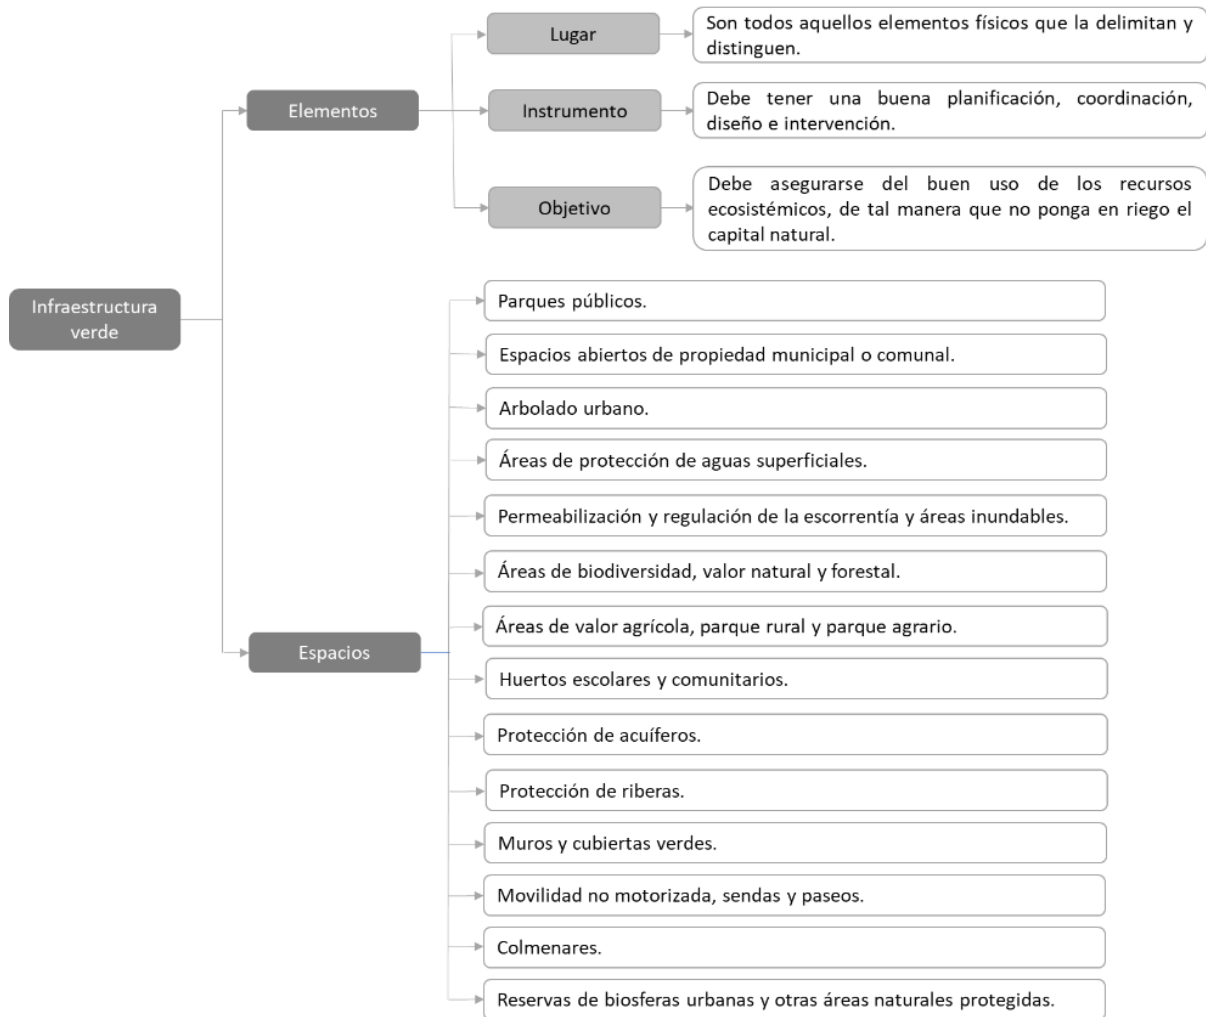 Infraestructura
verde
Elementos
Lugar
Son todos aquellos elementos físicos que la delimitan y
distinguen.
Instrumento
Debe tener una buena planificación, coordinación,
diseño e intervención.
Objetivo
Debe asegurarse del buen uso de los recursos
ecosistémicos, de tal manera que no ponga en riego el
capital natural.
Espacios
Parques públicos.
Espacios abiertos de propiedad municipal o comunal.
Arbolado urbano.
Áreas de protección de aguas superficiales.
Permeabilización y regulación de la escorrentía y áreas inundables.
Áreas de biodiversidad, valor natural y forestal.
Áreas de valor agrícola, parque rural y parque agrario.
Huertos escolares y comunitarios.
Protección de acuíferos.
Protección de riberas.
Muros y cubiertas verdes.
Movilidad no motorizada, sendas y paseos.
Colmenares.
Reservas de biosferas urbanas y otras áreas naturales protegidas.